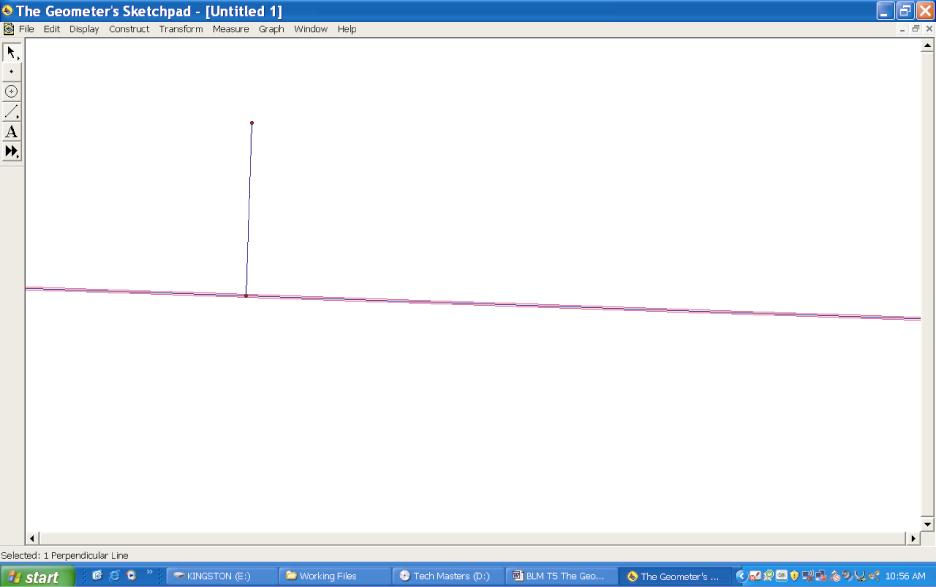 The Geometer's Sketchpad - [Untitled 1]
File Edit Display Construct Transform Measure Graph Window Help
A
Selected: 1 Perpendicular Line
start KINGSTON (E:) Working Files Tech Masters (D:) BLM T5 The Geo... The Geometer's ... 10:56 AM